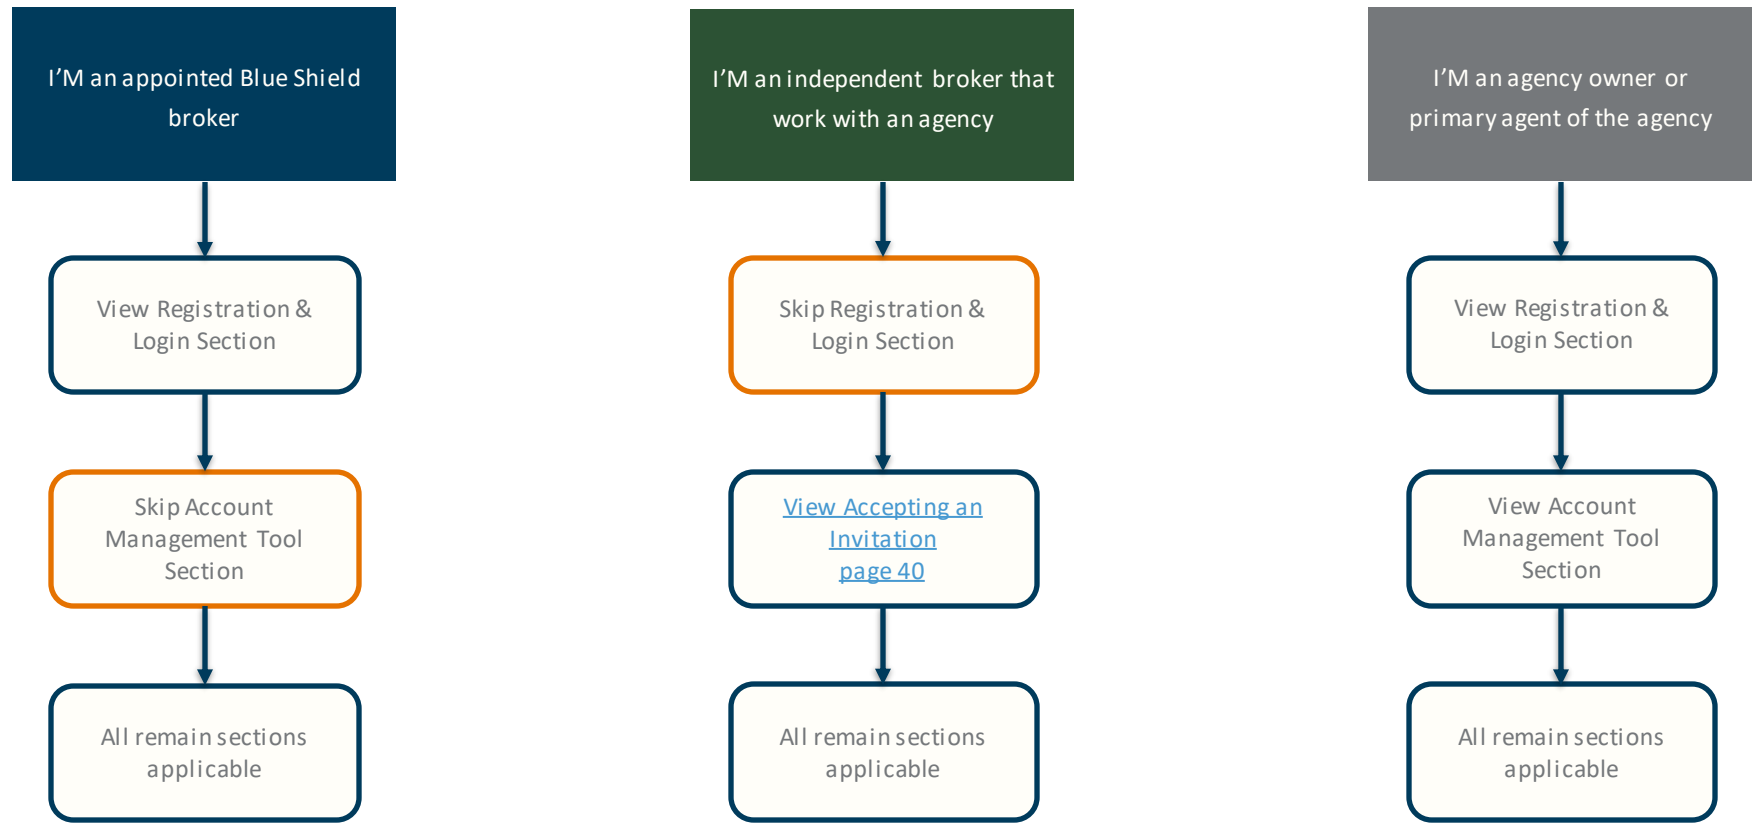 I’M an appointed Blue Shield
broker
View Registration &
Login Section
Skip Account
Management Tool
Section
All remain sections
applicable
I’M an independent broker that
work with an agency
Skip Registration &
Login Section
View Accepting an
Invitation
page 40
All remain sections
applicable
I’M an agency owner or
primary agent of the agency
View Registration &
Login Section
View Account
Management Tool
Section
All remain sections
applicable